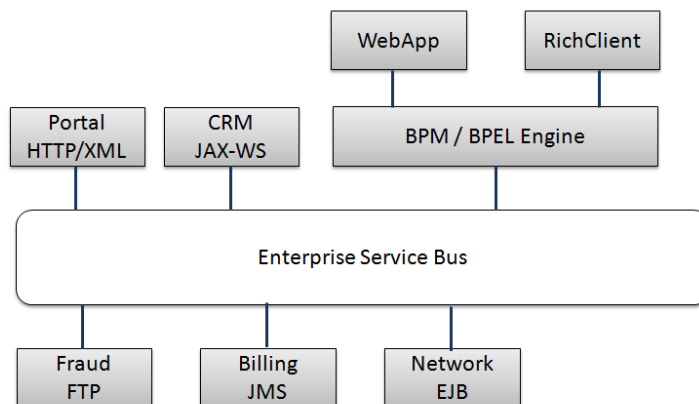 WebApp
RichClient
Portal
HTTP/XML
CRM
JAX-WS
BPM / BPEL Engine
Enterprise Service Bus
Fraud
FTP
Billing
JMS
Network
EJB